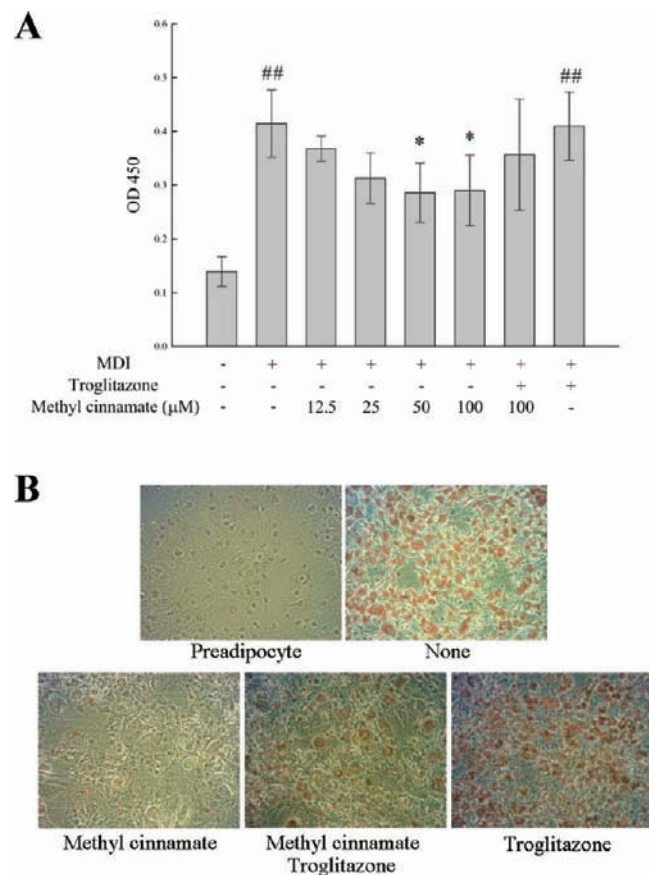 A
0.6
##
##
0.5
*
*
0.4
OD 450
0.3
0.2
0.1
0.0
MDI - + + + + + + +
Troglitazone - - - - - - + +
Methyl cinnamate (μM) - - 12.5 25 50 100 100 -
B
Preadipocyte None
Methyl cinnamate Methyl cinnamate Troglitazone
Troglitazone